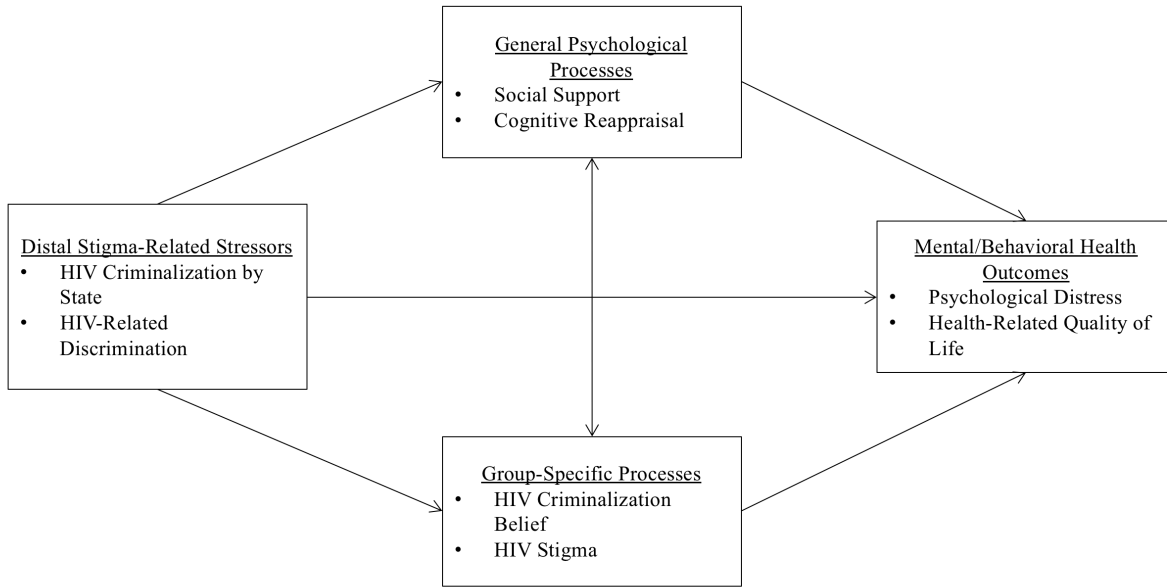 General Psychological
Processes
• Social Support
• Cognitive Reappraisal
Distal Stigma-Related Stressors
• HIV Criminalization by
State
• HIV-Related
Discrimination
Mental/Behavioral Health
Outcomes
• Psychological Distress
• Health-Related Quality of
Life
Group-Specific Processes
• HIV Criminalization
Belief
• HIV Stigma